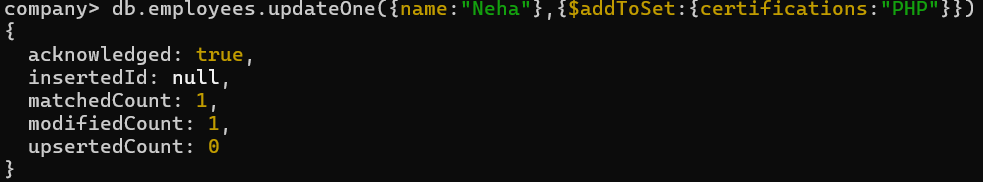 company> db.employees.updateOne({name:"Neha"},{$addToSet:{certifications:"PHP"}})
{
  acknowledged: true,
  insertedId: null,
  matchedCount: 1,
  modifiedCount: 1,
  upsertedCount: 0
}